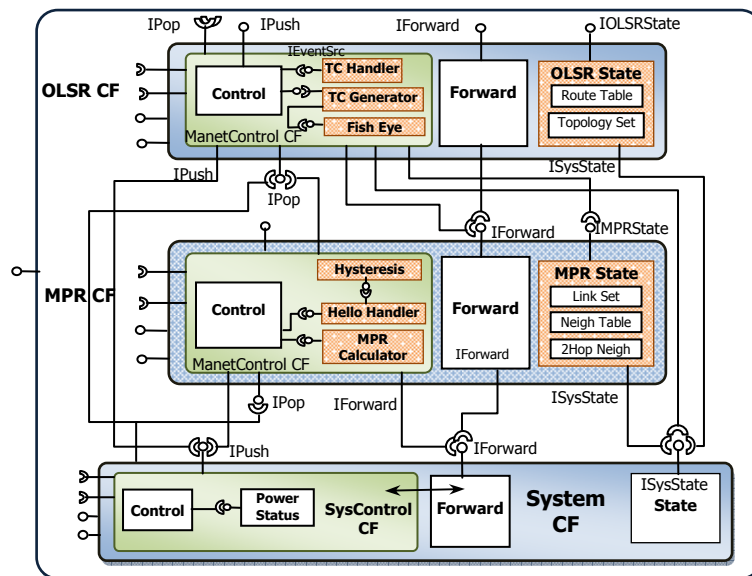 IPop
IPush
IForward
IOLSRState
IEventSrc
OLSR CF
Control
TC Handler
TC Generator
Fish Eye
ManetControl CF
Forward
OLSR State
Route Table
Topology Set
IPush
IPop
ISysState
IForward
IMPRState
MPR CF
Control
Hysteresis
Hello Handler
MPR
Calculator
ManetControl CF
Forward
IForward
MPR State
Link Set
Neigh Table
2Hop Neigh
IPop
IForward
ISysState
IPush
IForward
Control
Power
Status
SysControl
CF
Forward
System
CF
ISysState
State